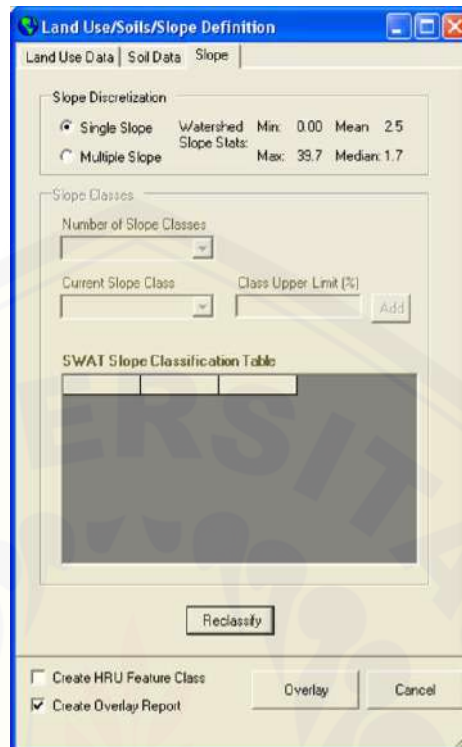 Land Use/Soils/Slope Definition
Land Use Data Soil Data Slope
Slope Discretization
Single Slope
Multiple Slope
Watershed Slope Stats:
Min: 0.00 Mean 2.5
Max: 39.7 Median: 1.7
Slope Classes
Number of Slope Classes
Current Slope Class
Class Upper Limit (%)
Add
SWAT Slope Classification Table
Reclassify
Create HRU Feature Class
Create Overlay Report
Overlay
Cancel